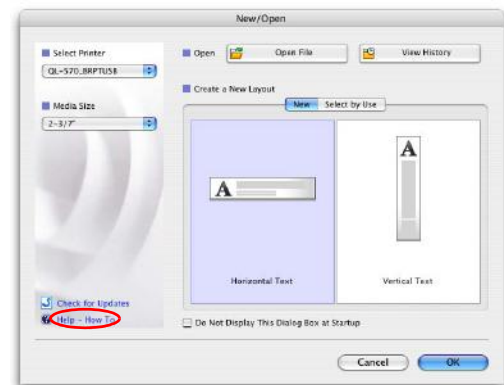 New/Open
Select Printer
QL-570_BRPTUSB
Media Size
2-3/7"
Check for Updates
Help - How To
Open
Open File
View History
Create a New Layout
New
Select by Use
A
Horizontal Text
A
Vertical Text
Do Not Display This Dialog Box at Startup
Cancel
OK